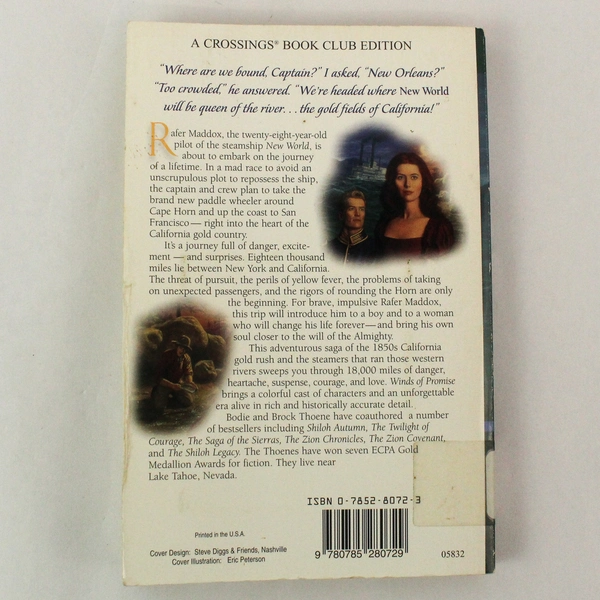 A CROSSINGS® BOOK CLUB EDITION
"Where are we bound, Captain?" I asked, "New Orleans?"
"Too crowded," he answered. "We're headed where New World
will be queen of the river. . . the gold fields of California!"
Rafer Maddox, the twenty-eight-year-old
pilot of the steamship New World, is
about to embark on the journey
of a lifetime. In a mad race to avoid an
unscrupulous plot to repossess the ship,
the captain and crew plan to take the
brand new paddle wheeler around
Cape Horn and up the coast to San
Francisco — right into the heart of the
California gold country.
It's a journey full of danger, excite-
ment — and surprises. Eighteen thousand
miles lie between New York and California.
The threat of pursuit, the perils of yellow fever, the problems of taking
on unexpected passengers, and the rigors of rounding the Horn are only
the beginning. For brave, impulsive Rafer Maddox,
this trip will introduce him to a boy and to a woman
who will change his life forever — and bring his own
soul closer to the will of the Almighty.
This adventurous saga of the 1850s California
gold rush and the steamers that ran those western
rivers sweeps you through 18,000 miles of danger,
heartache, suspense, courage, and love. Winds of Promise
brings a colorful cast of characters and an unforgettable
era alive in rich and historically accurate detail.
Bodie and Brock Thoene have coauthored a number
of bestsellers including Shiloh Autumn, The Twilight of
Courage, The Saga of the Sierras, The Zion Chronicles, The Zion Covenant,
and The Shiloh Legacy. The Thoenes have won seven ECPA Gold
Medallion Awards for fiction. They live near
Lake Tahoe, Nevada.
ISBN 0-7852-8072-3
Printed in the U.S.A.
Cover Design: Steve Diggs & Friends, Nashville
Cover Illustration: Eric Peterson
9 780785 280729
05832